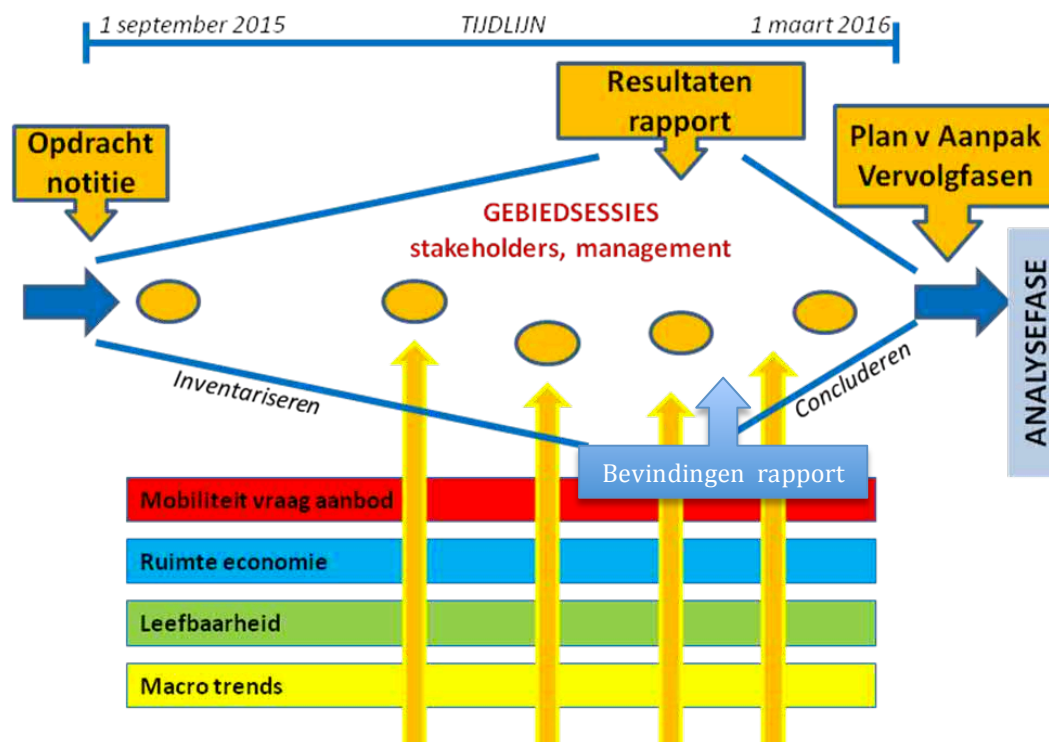 1 september 2015
TIJDLIJN
1 maart 2016
Resultaten
rapport
Opdracht
notitie
Plan v Aanpak
Vervolgfasen
GEBIEDSESSIES
stakeholders, management
ANALYSEFASE
Inventariseren
Concluderen
Bevindingen rapport
Mobiliteit vraag aanbod
Ruimte economie
Leefbaarheid
Macro trends